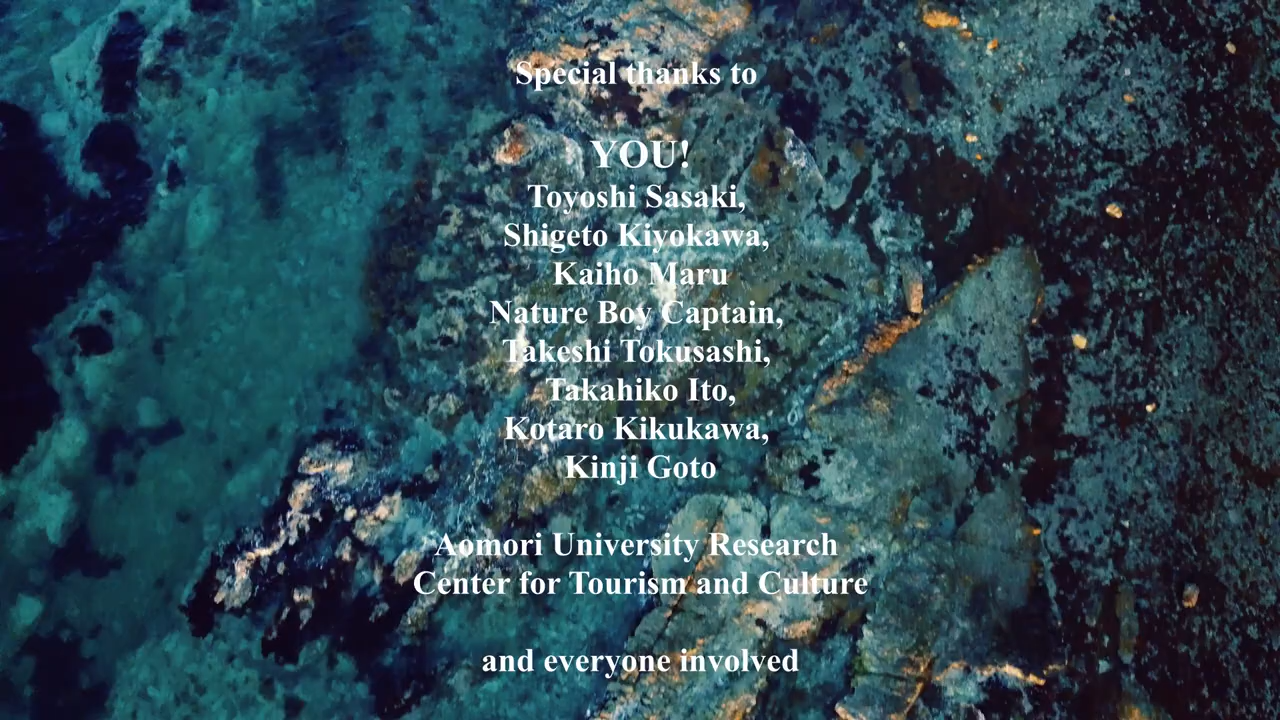 Special thanks to
YOU!
Toyoshi Sasaki,
Shigeto Kiyokawa,
Kaiho Maru
Nature Boy Captain,
Takeshi Tokusashi,
Takahiko Ito,
Kotaro Kikukawa,
Kinji Goto
Aomori University Research
Center for Tourism and Culture
and everyone involved